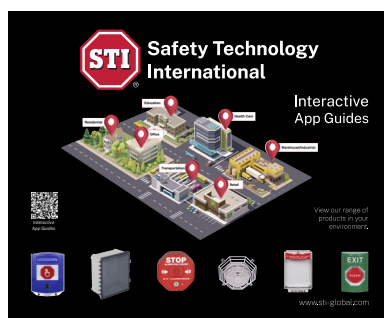 STI
®
Safety Technology
International
Interactive
App Guides
Education
Residential
Office
Health Care
Warehouse/Industrial
Transportation
Retail
Interactive
App Guides
View our range of
products in your
environment.
LOCKDOWN
STOP
EXIT
PUSH
www.sti-global.com